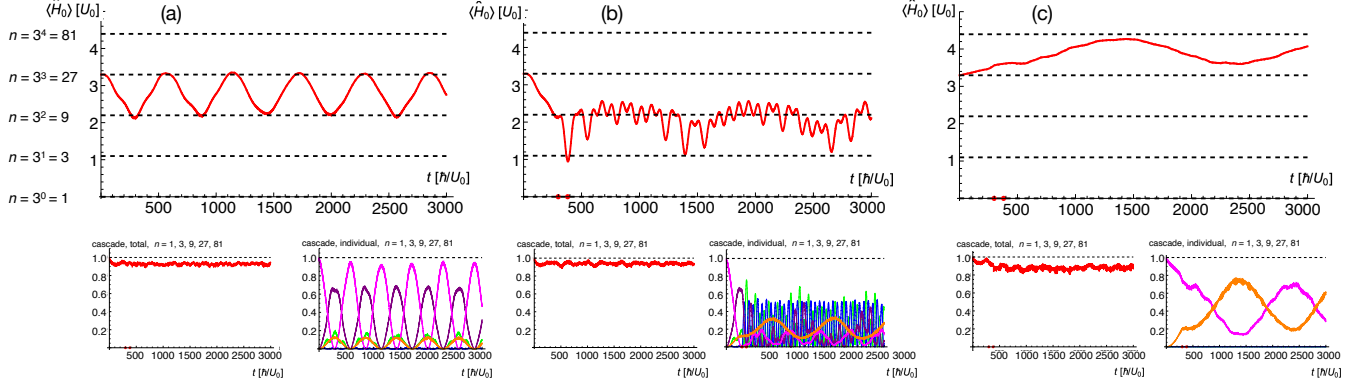 ⟨Ĥ₀⟩ [U₀] (a)
n = 3⁴ = 81
n = 3³ = 27
n = 3² = 9
n = 3¹ = 3
n = 3⁰ = 1
4
3
2
1
t [ℏ/U₀]
500 1000 1500 2000 2500 3000
⟨Ĥ₀⟩ [U₀] (b)
4
3
2
1
t [ℏ/U₀]
500 1000 1500 2000 2500 3000
⟨Ĥ₀⟩ [U₀] (c)
4
3
2
1
t [ℏ/U₀]
500 1000 1500 2000 2500 3000
cascade, total, n = 1, 3, 9, 27, 81
1.0
0.8
0.6
0.4
0.2
0 500 1000 1500 2000 2500 3000
t [ℏ/U₀]
cascade, individual, n = 1, 3, 9, 27, 81
1.0
0.8
0.6
0.4
0.2
0 500 1000 1500 2000 2500 3000
t [ℏ/U₀]
cascade, total, n = 1, 3, 9, 27, 81
1.0
0.8
0.6
0.4
0.2
0 500 1000 1500 2000 2500 3000
t [ℏ/U₀]
cascade, individual, n = 1, 3, 9, 27, 81
1.0
0.8
0.6
0.4
0.2
0 500 1000 1500 2000 2500 3000
t [ℏ/U₀]
cascade, total, n = 1, 3, 9, 27, 81
1.0
0.8
0.6
0.4
0.2
0 500 1000 1500 2000 2500 3000
t [ℏ/U₀]
cascade, individual, n = 1, 3, 9, 27, 81
1.0
0.8
0.6
0.4
0.2
0 500 1000 1500 2000 2500 3000
t [ℏ/U₀]